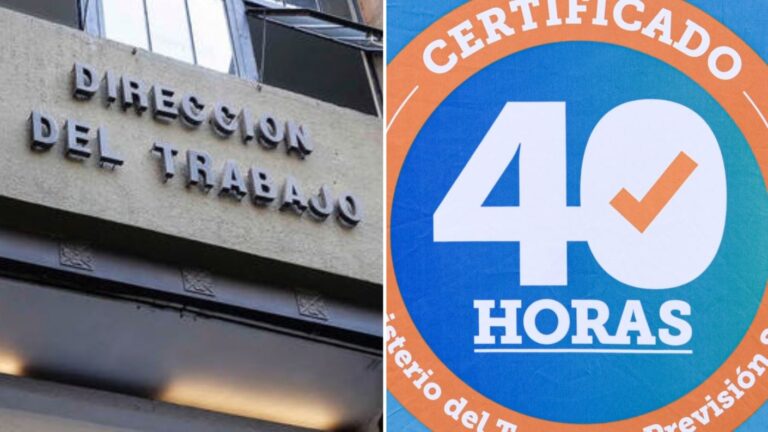 DIRECCION
DEL TRABAJO
CERTIFICADO
40
HORAS
isterio del T
Previsión S